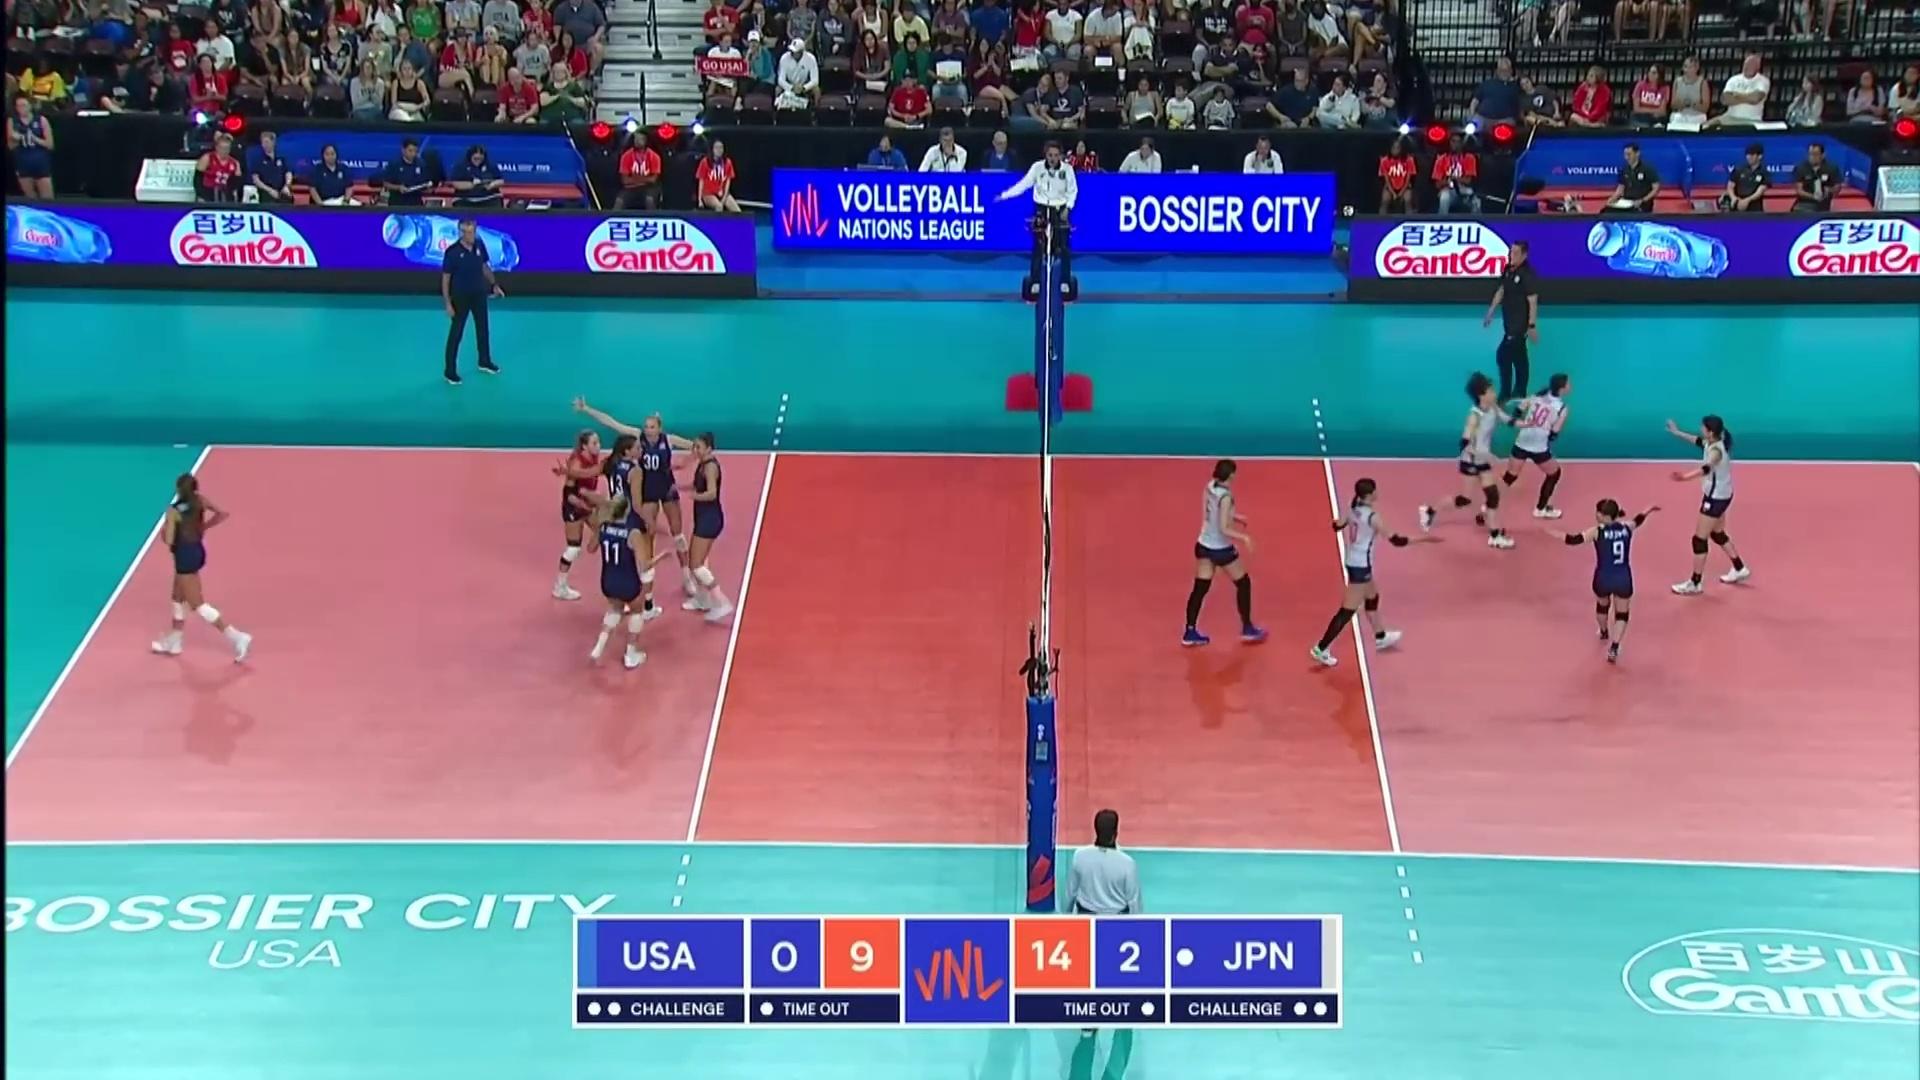 GO USA!
VOLLEYBALL
NATIONS LEAGUE
BOSSIER CITY
VOLLEYBALL
百岁山
GanTEn
百岁山
GanTEn
百岁山
GanTEn
百岁山
GanTEn
30
13
11
30
9
BOSSIER CITY
USA
USA 0 9 VNL 14 2 JPN
CHALLENGE TIME OUT TIME OUT CHALLENGE
百岁山